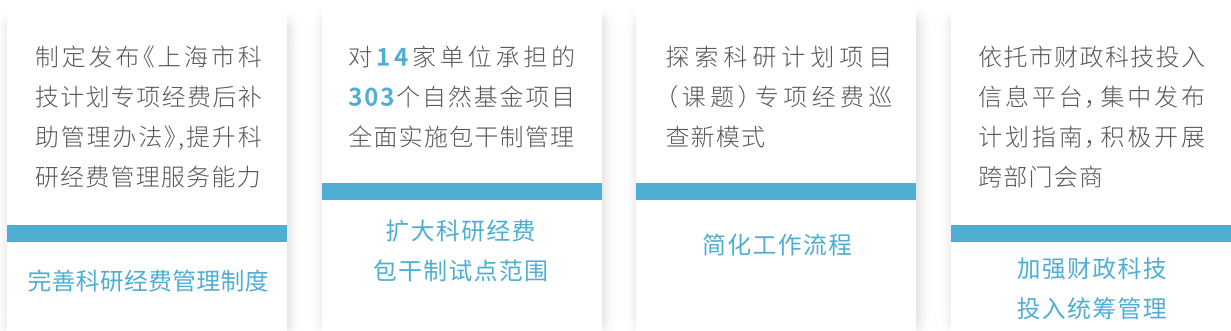 制定发布《上海市科
技计划专项经费后补
助管理办法》,提升科
研经费管理服务能力
完善科研经费管理制度
对14家单位承担的
303个自然基金项目
全面实施包干制管理
扩大科研经费
包干制试点范围
探索科研计划项目
（课题）专项经费巡
查新模式
简化工作流程
依托市财政科技投入
信息平台，集中发布
计划指南，积极开展
跨部门会商
加强财政科技
投入统筹管理